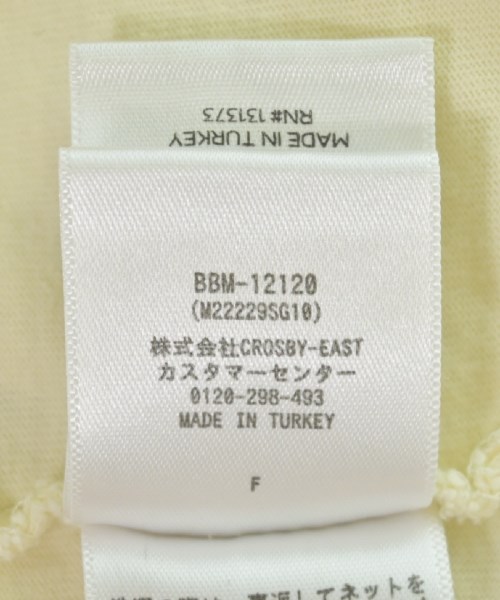 RN#131373
MADE IN TURKEY
BBM-12120
(M22229SG10)
株式会社CROSBY-EAST
カスタマーセンター
0120-298-493
MADE IN TURKEY
F
裏返してネットを